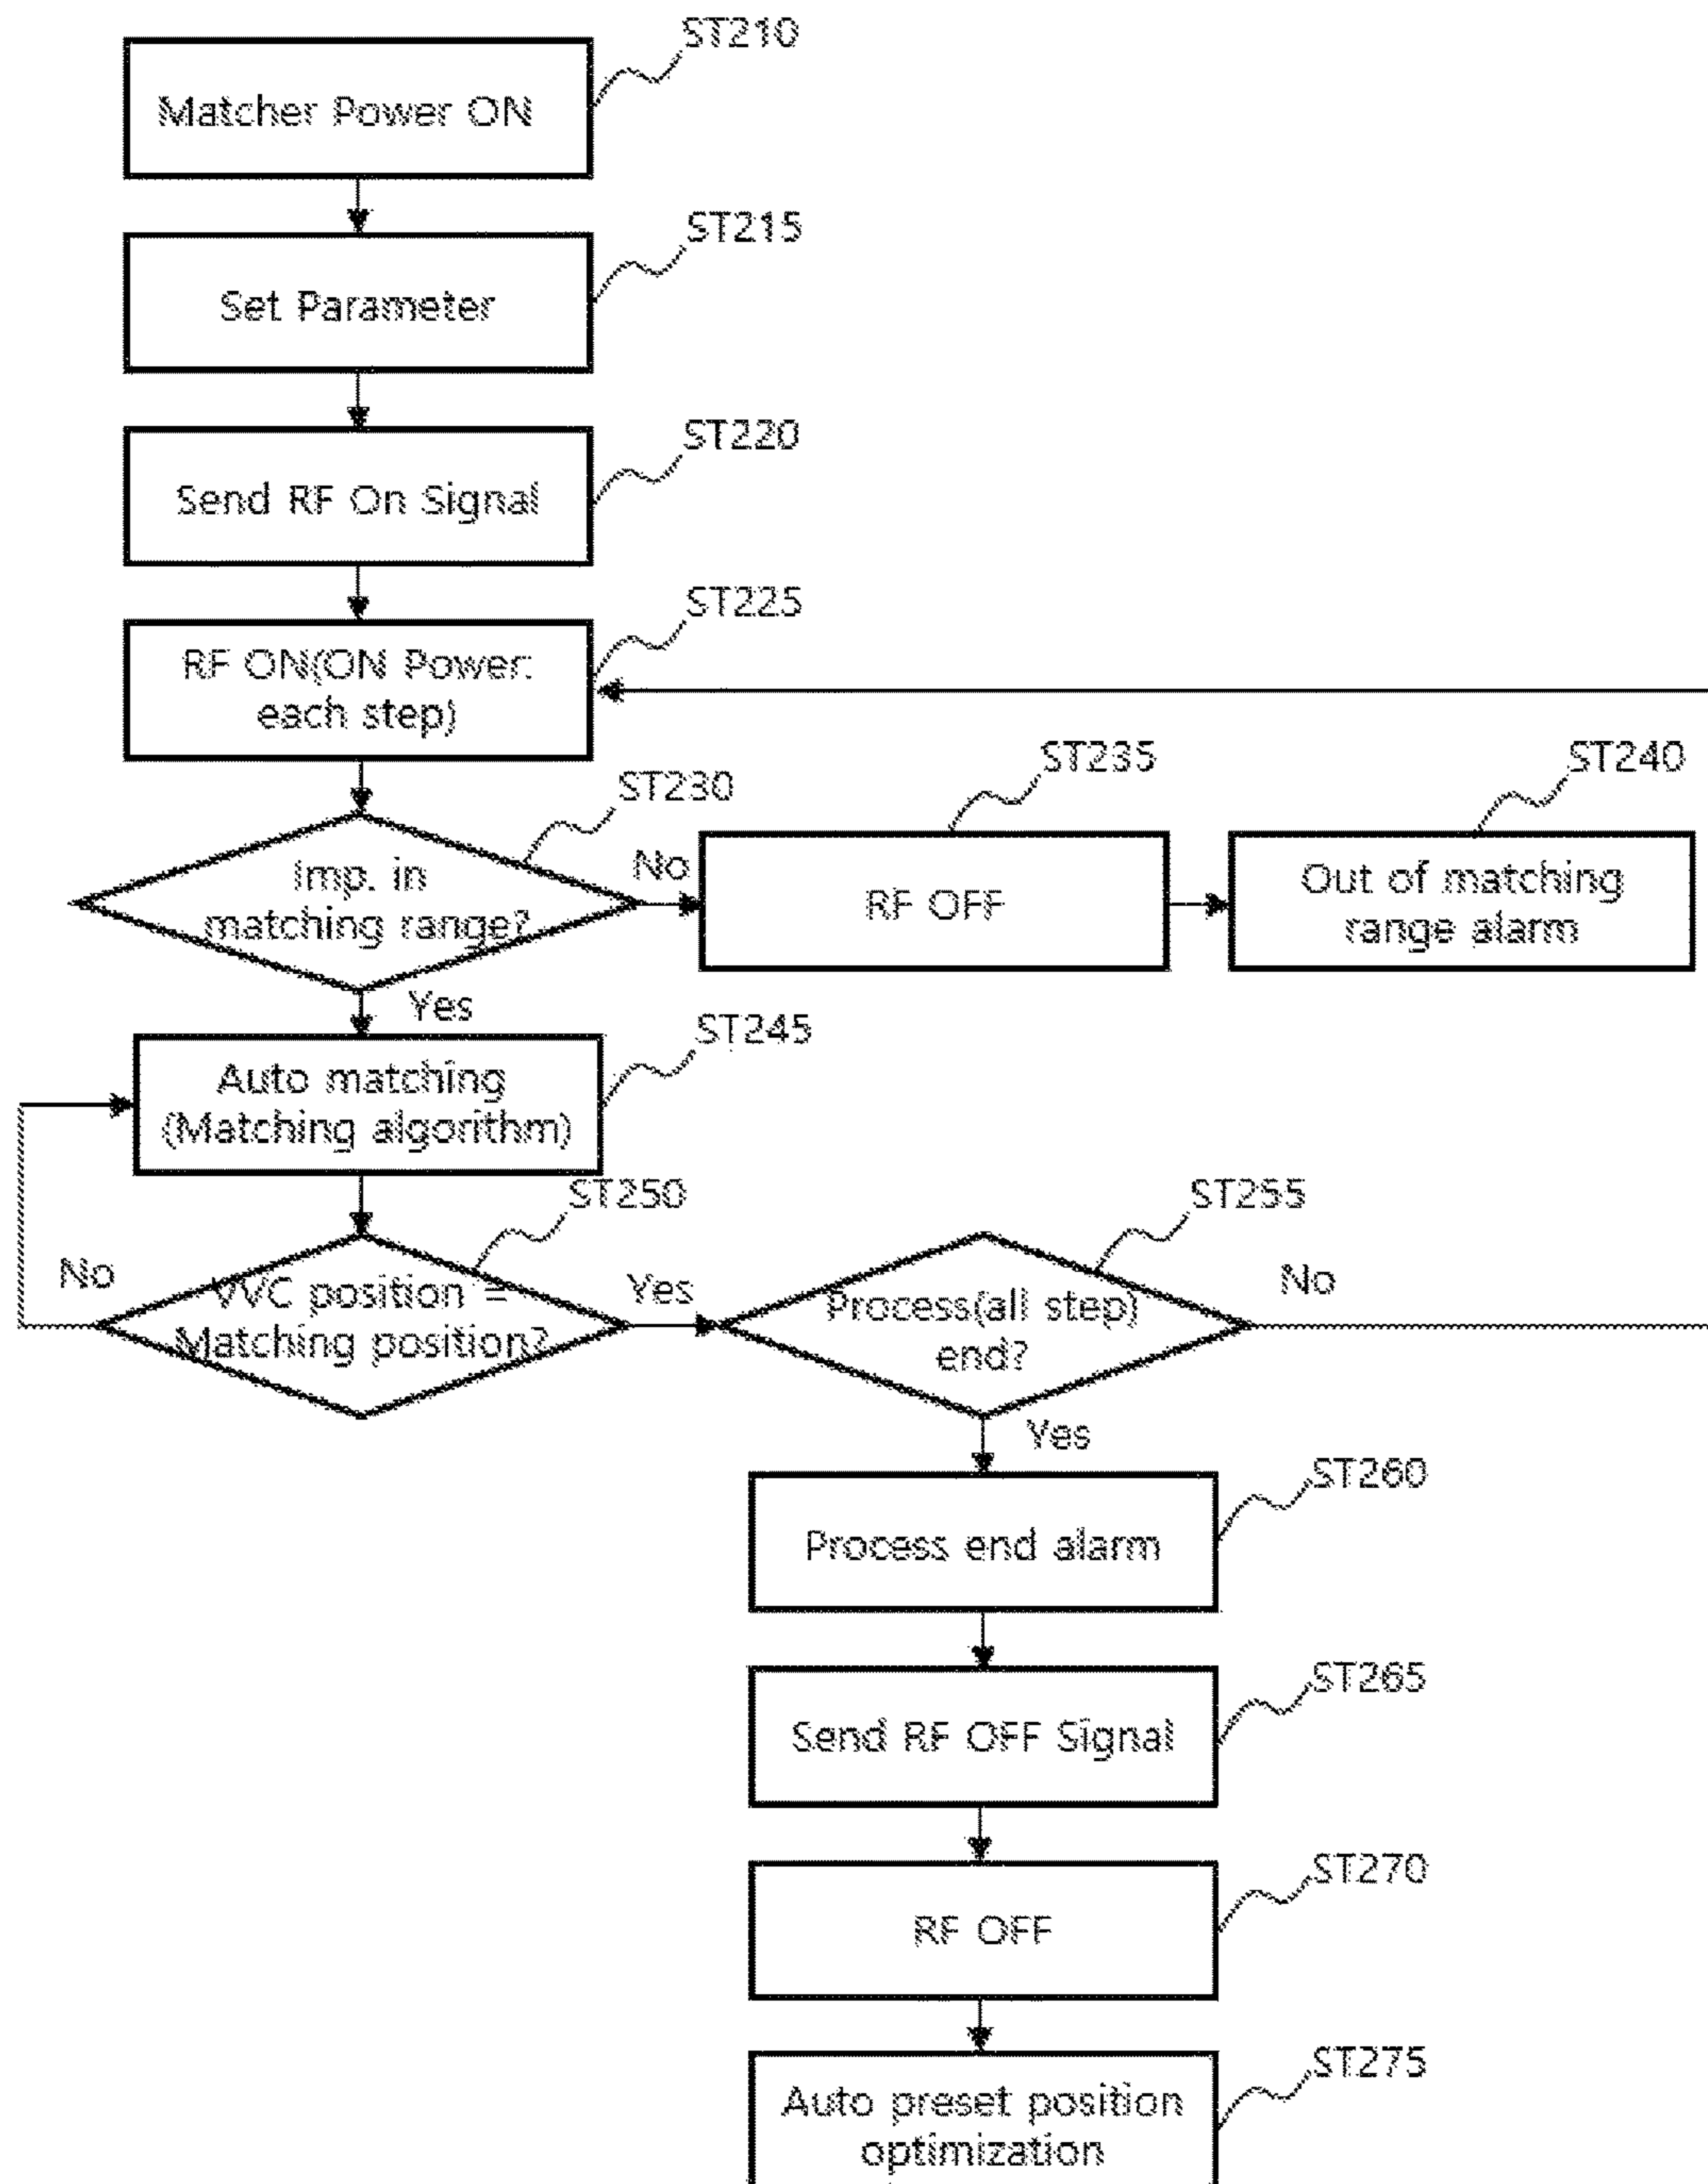 ST210
Matcher Power ON
ST215
Set Parameter
ST220
Send RF On Signal
ST225
RF ON(ON Power:
each step)
ST230
Imp. in
matching range?
No
ST235
RF OFF
ST240
Out of matching
range alarm
Yes
ST245
Auto matching
(Matching algorithm)
ST250
No
VVC position =
Matching position?
Yes
ST255
Process(all step)
end?
No
Yes
ST260
Process end alarm
ST265
Send RF OFF Signal
ST270
RF OFF
ST275
Auto preset position
optimization